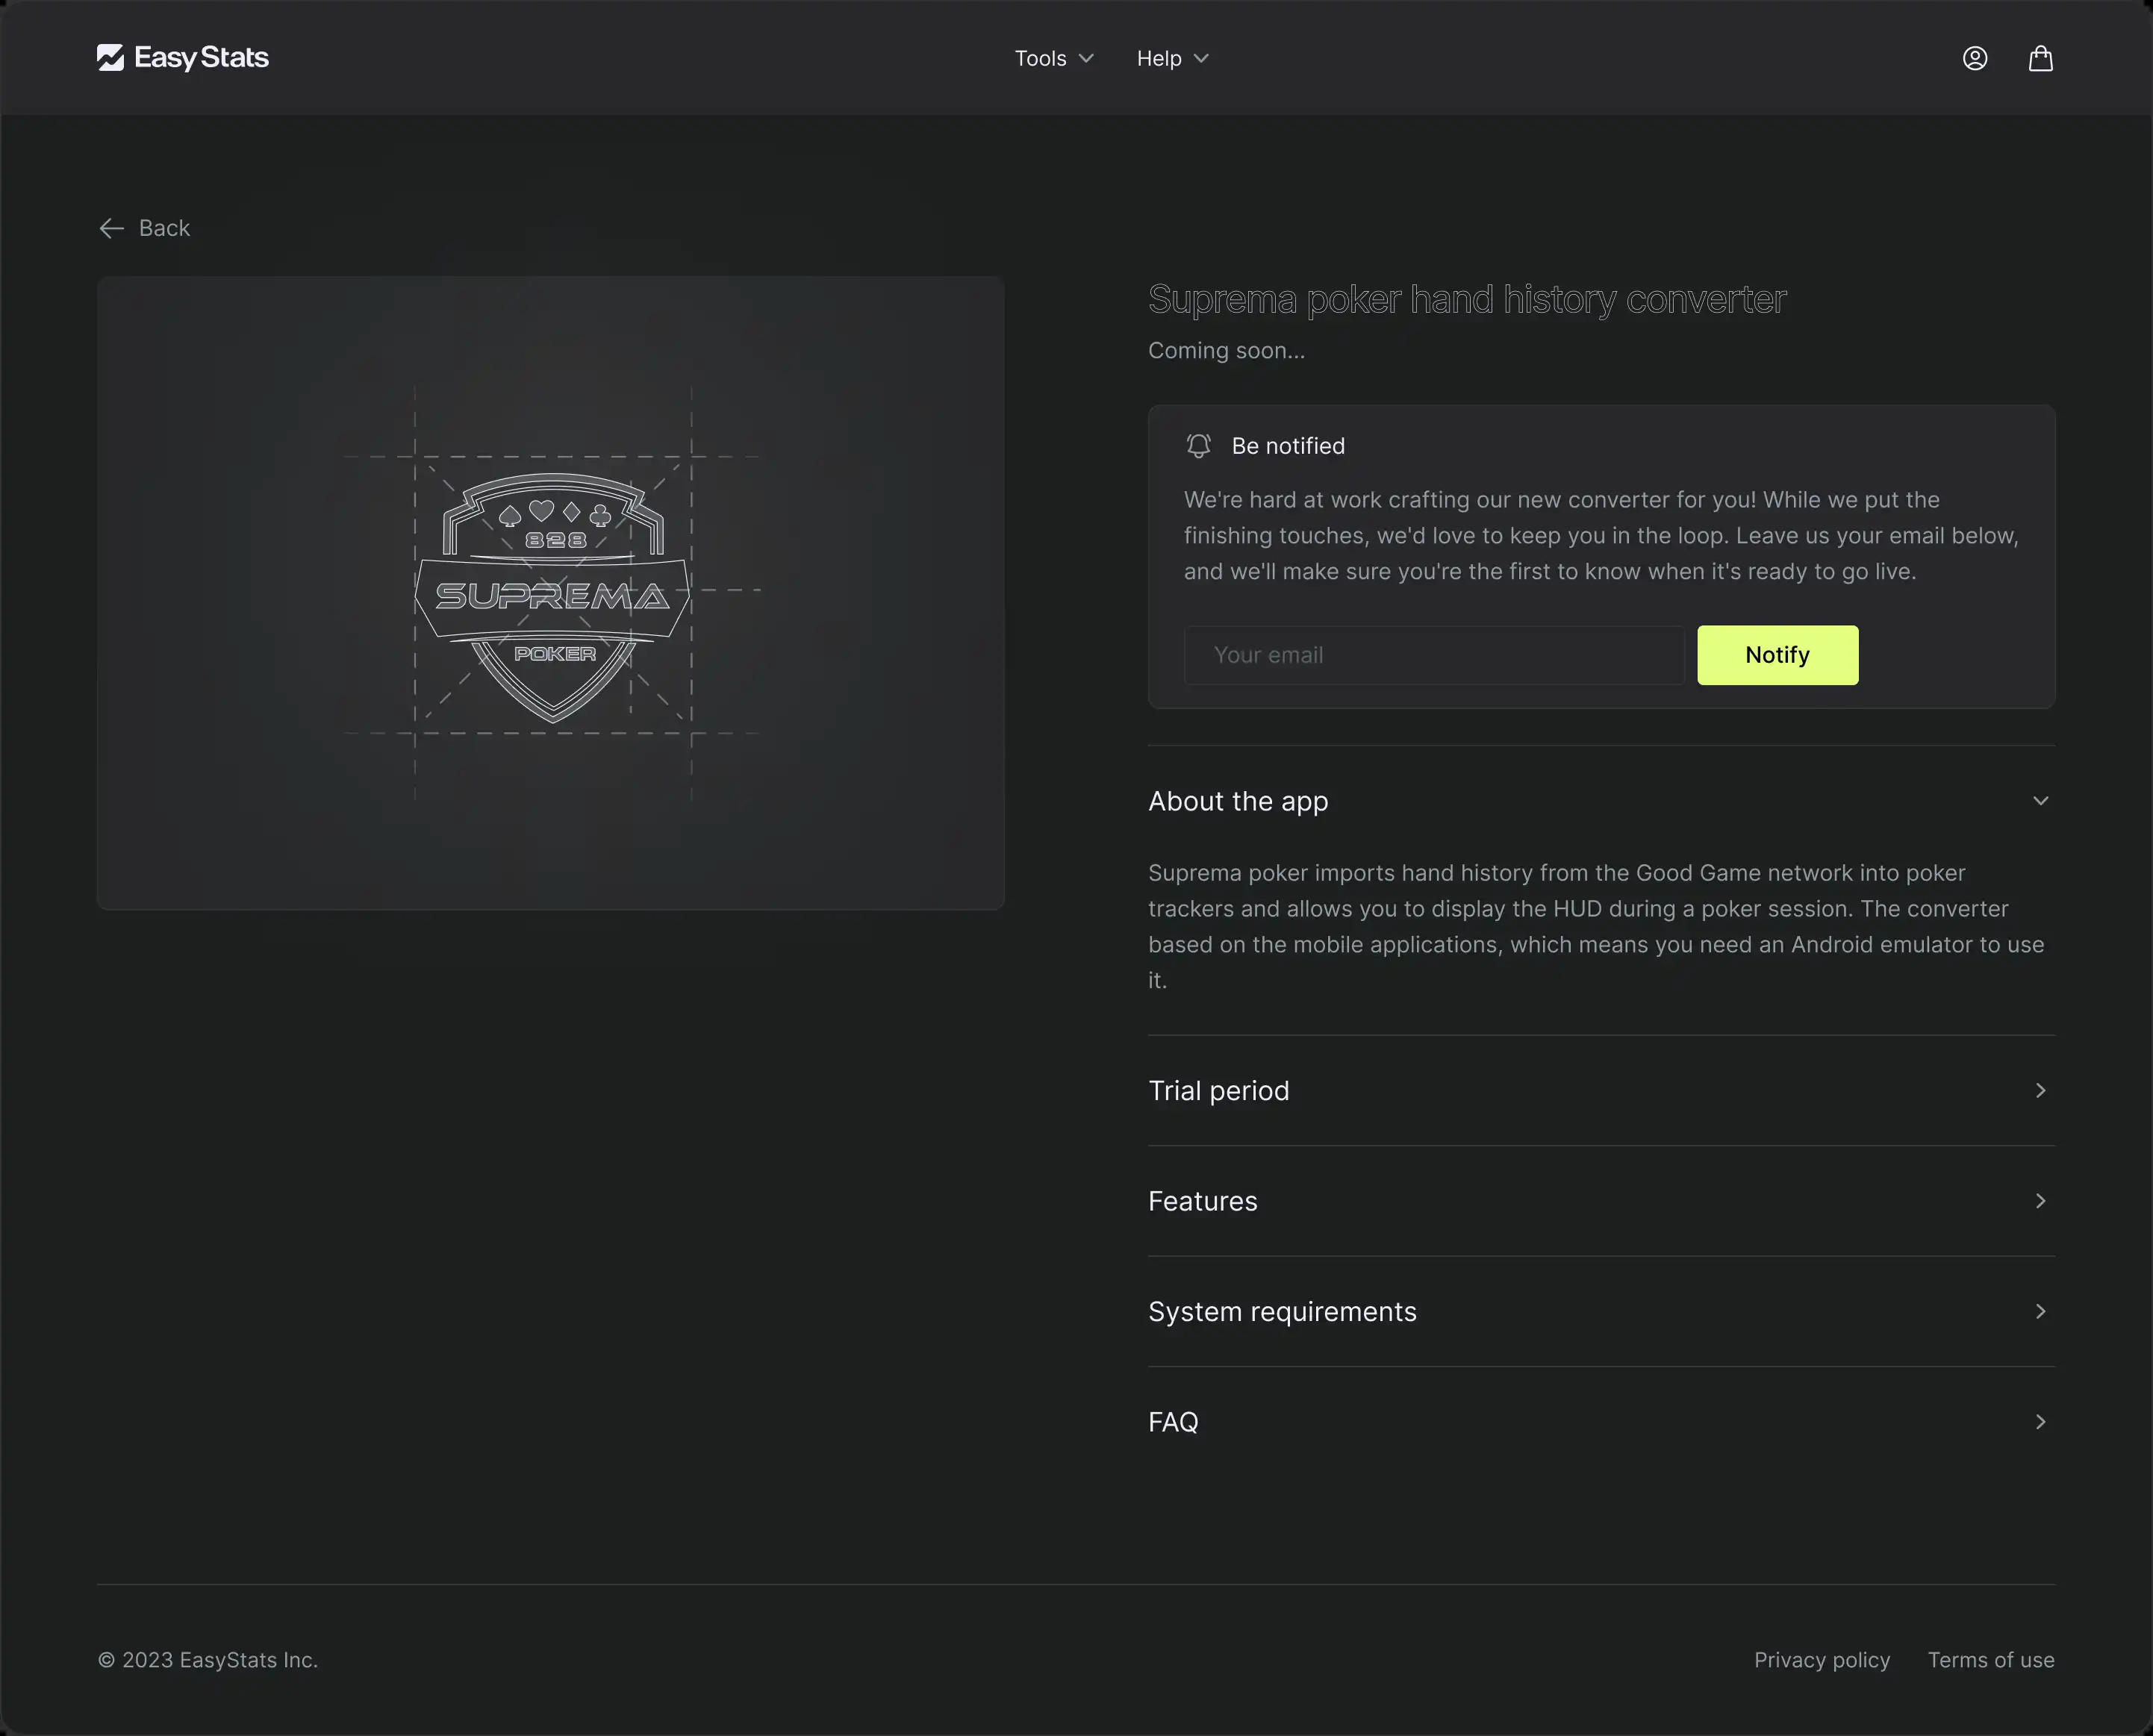 Easy Stats
Tools
Help
Back
828
SUPREMA
POKER
Suprema poker hand history converter
Coming soon...
Be notified
We're hard at work crafting our new converter for you! While we put the
finishing touches, we'd love to keep you in the loop. Leave us your email below,
and we'll make sure you're the first to know when it's ready to go live.
Your email
Notify
About the app
Suprema poker imports hand history from the Good Game network into poker
trackers and allows you to display the HUD during a poker session. The converter
based on the mobile applications, which means you need an Android emulator to use
it.
Trial period
Features
System requirements
FAQ
© 2023 EasyStats Inc.
Privacy policy
Terms of use